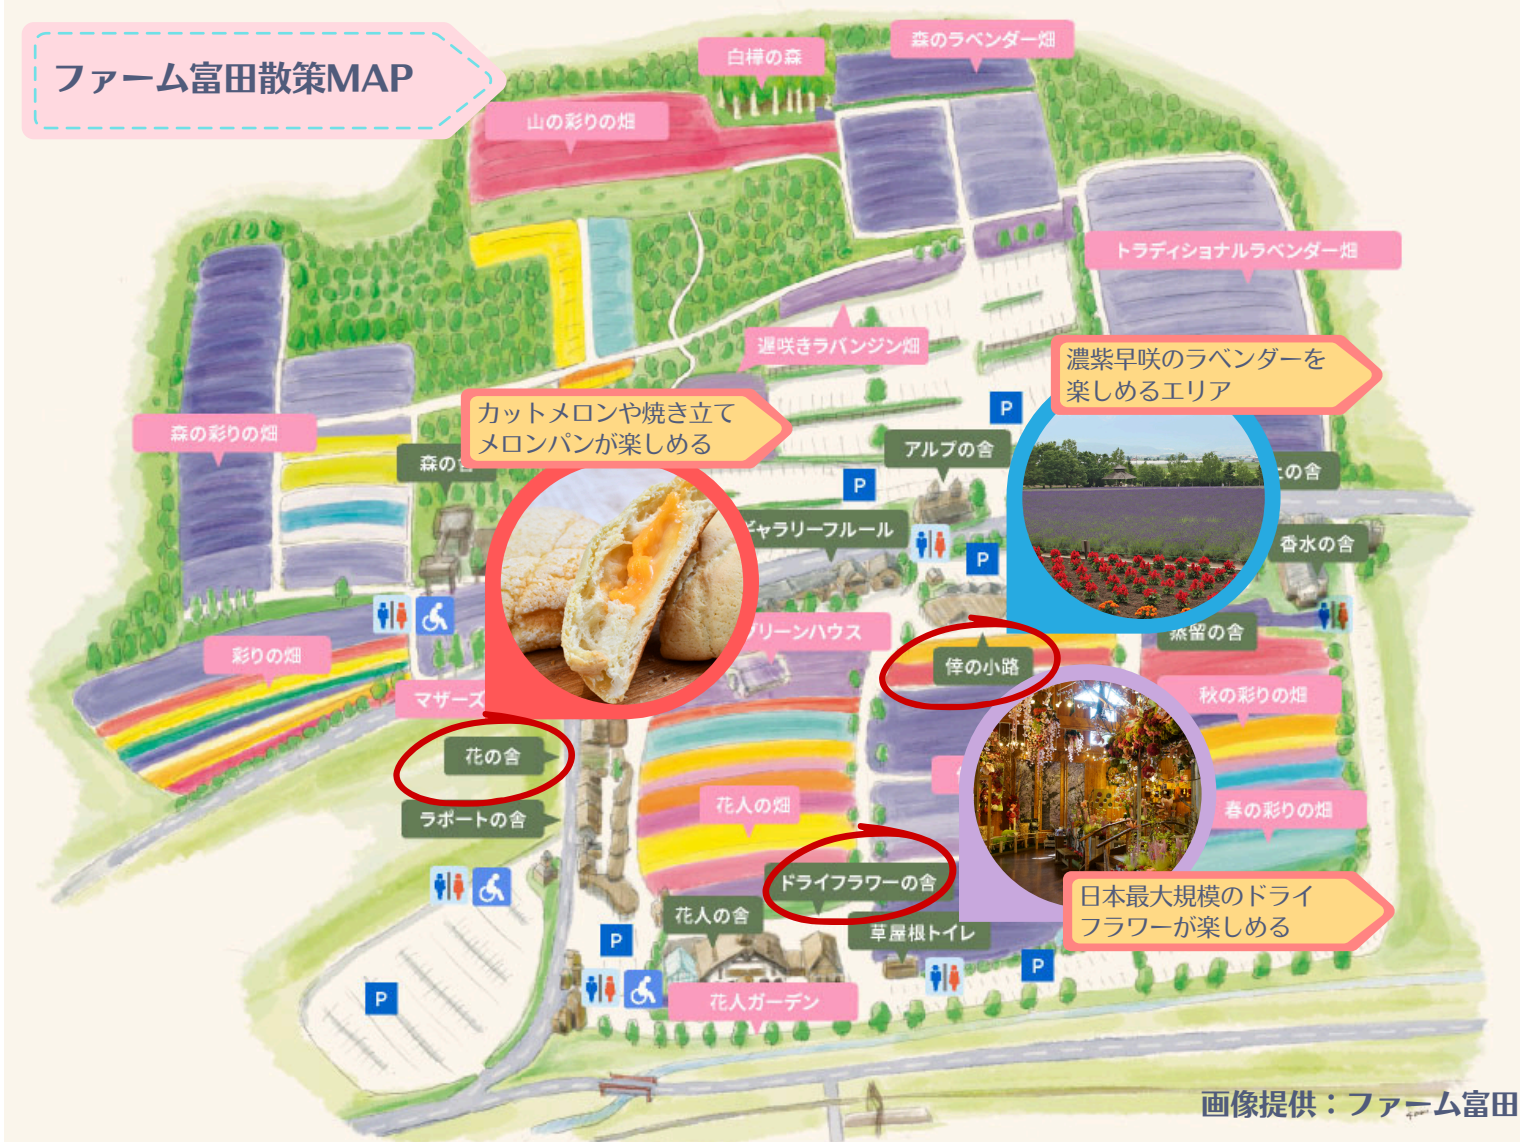 ファーム富田散策MAP
白樺の森
森のラベンダー畑
山の彩りの畑
トラディショナルラベンダー畑
遅咲きラバンジン畑
濃紫早咲のラベンダーを
楽しめるエリア
カットメロンや焼き立て
メロンパンが楽しめる
森の彩りの畑
森の
P
アルプの舎
の舎
P
ギャラリーフルール
P
香水の舎
彩りの畑
グリーンハウス
倖の小路
蒸留の舎
マザーズ
秋の彩りの畑
花の舎
花人の畑
春の彩りの畑
ラポートの舎
ドライフラワーの舎
日本最大規模のドライ
フラワーが楽しめる
花人の舎
草屋根トイレ
P
P
P
花人ガーデン
画像提供：ファーム富田